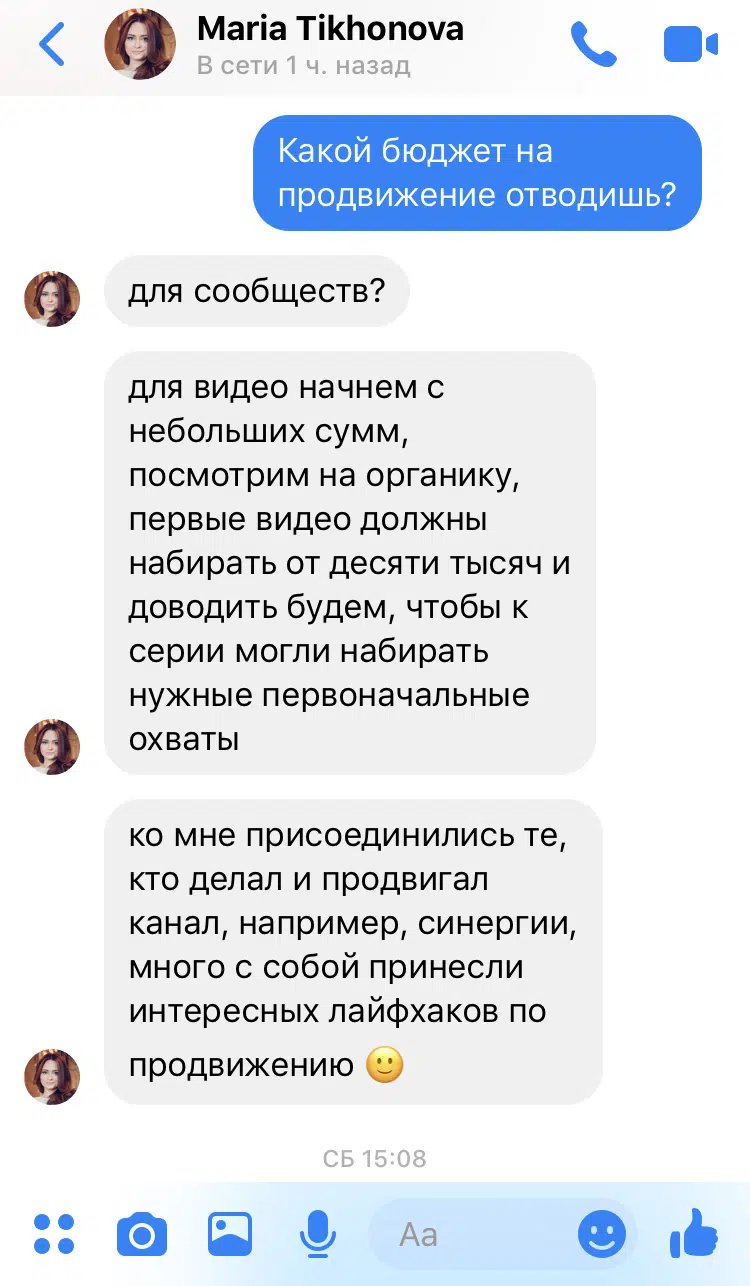 Maria Tikhonova
В сети 1 ч. назад
Какой бюджет на
продвижение отводишь?
для сообществ?
для видео начнем с
небольших сумм,
посмотрим на органику,
первые видео должны
набирать от десяти тысяч и
доводить будем, чтобы к
серии могли набирать
нужные первоначальные
охваты
ко мне присоединились те,
кто делал и продвигал
канал, например, синергии,
много с собой принесли
интересных лайфхаков по
продвижению 🙂
СБ 15:08
Aa